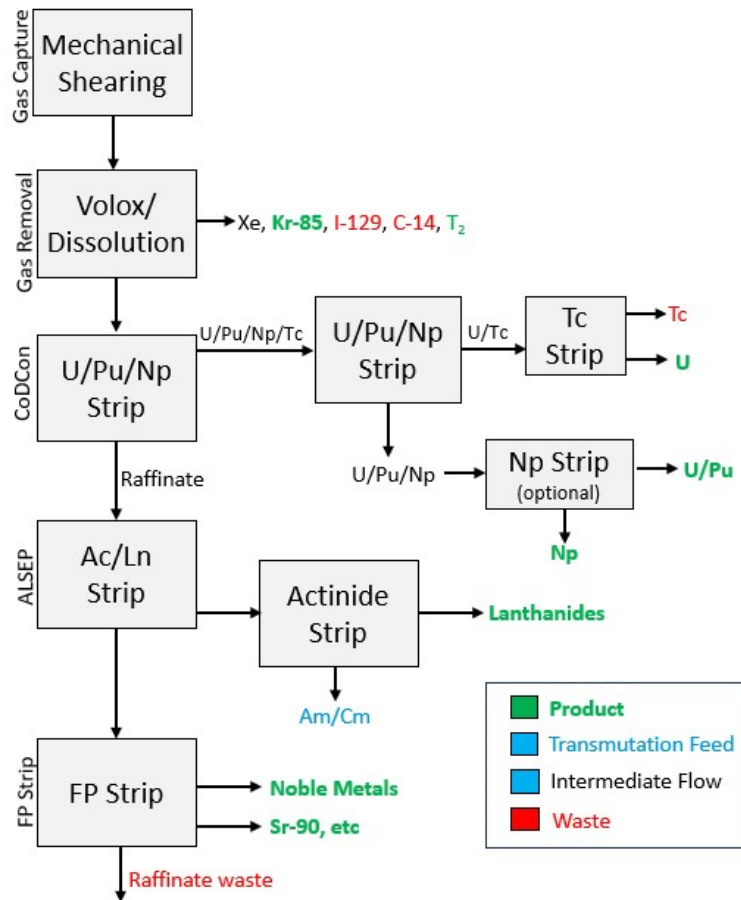 Gas Capture
Mechanical
Shearing
Gas Removal
Volox/
Dissolution
Xe, Kr-85, I-129, C-14, T₂
CoDCon
U/Pu/Np
Strip
U/Pu/Np/Tc
U/Pu/Np
Strip
U/Tc
Tc
Strip
Tc
U
U/Pu/Np
Np Strip
(optional)
U/Pu
Np
Raffinate
ALSEP
Ac/Ln
Strip
Actinide
Strip
Lanthanides
Am/Cm
FP Strip
FP Strip
Noble Metals
Sr-90, etc
Raffinate waste
Product
Transmutation Feed
Intermediate Flow
Waste